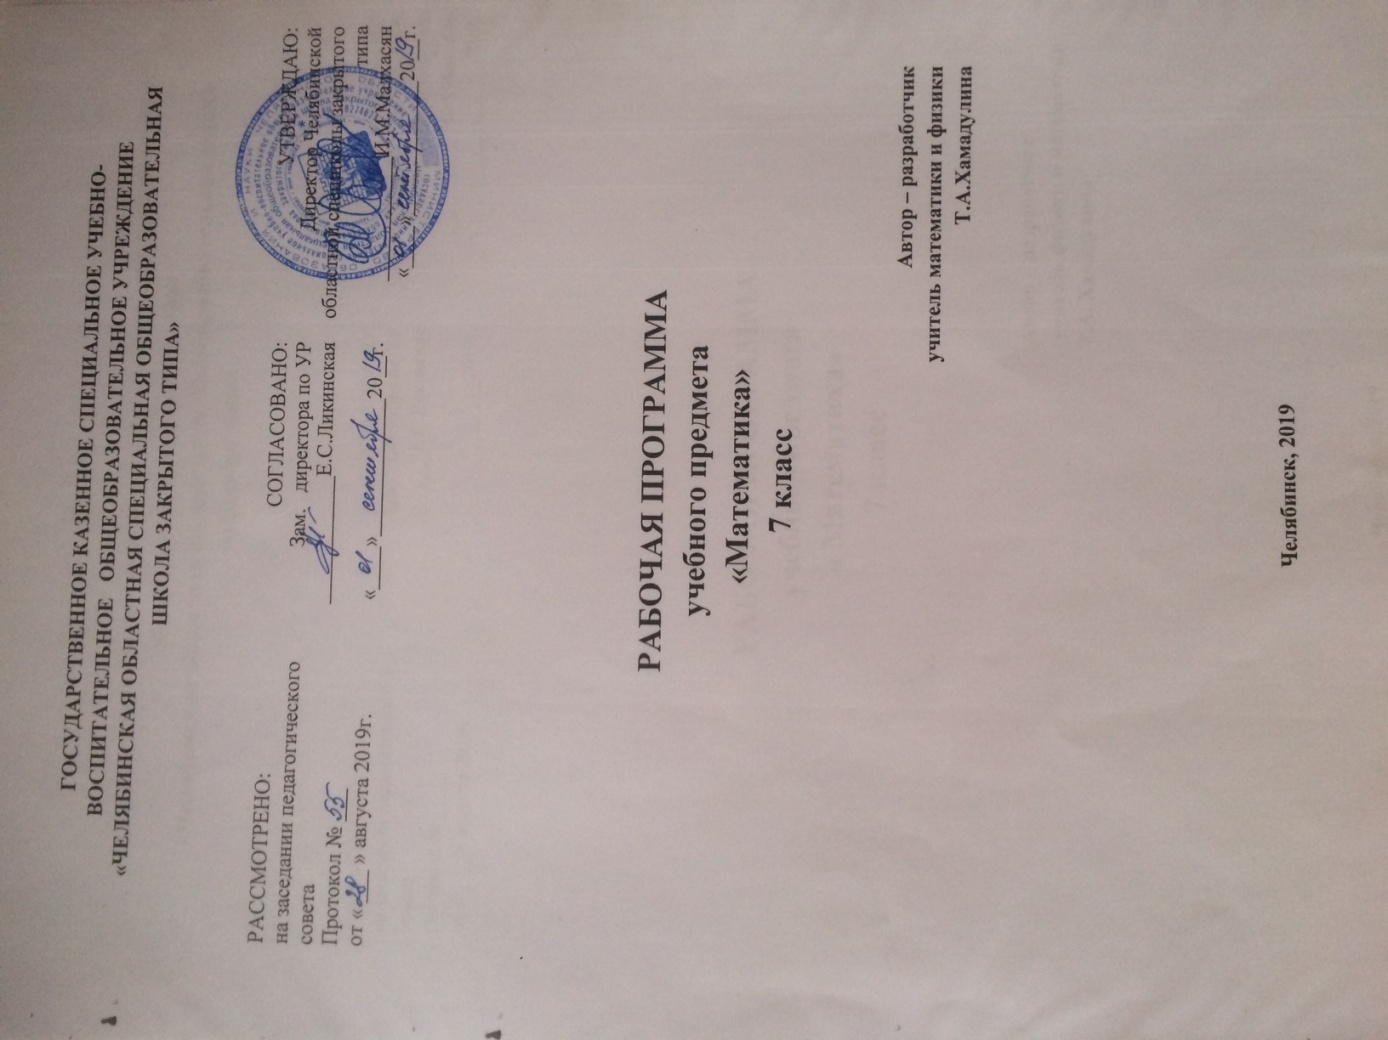 ГОСУДАРСТВЕННОЕ КАЗЕННОЕ СПЕЦИАЛЬНОЕ УЧЕБНО-
ВОСПИТАТЕЛЬНОЕ ОБЩЕОБРАЗОВАТЕЛЬНОЕ УЧРЕЖДЕНИЕ
«ЧЕЛЯБИНСКАЯ ОБЛАСТНАЯ СПЕЦИАЛЬНАЯ ОБЩЕОБРАЗОВАТЕЛЬНАЯ
ШКОЛА ЗАКРЫТОГО ТИПА»
РАССМОТРЕНО:
на заседании педагогического
совета
Протокол № 55
от «28» августа 2019г.
СОГЛАСОВАНО:
Зам. директора по УР
Е.С.Ликинская
«01» сентября 2019г.
УТВЕРЖДАЮ:
Директор Челябинской
областной спецшколы закрытого
типа
И.М.Малхасян
«01» сентября 2019г.
РАБОЧАЯ ПРОГРАММА
учебного предмета
«Математика»
7 класс
Автор – разработчик
учитель математики и физики
Т.А.Хамадулина
Челябинск, 2019